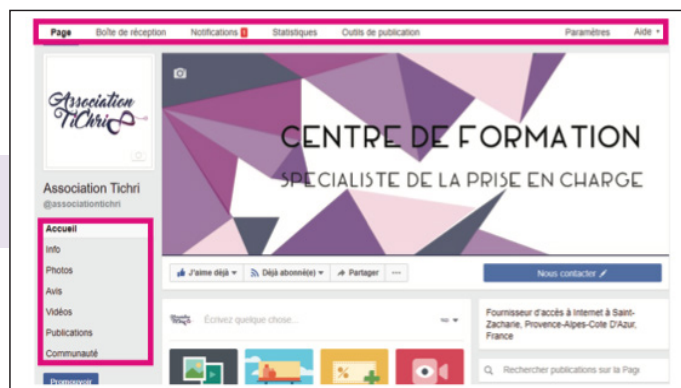 Page Boîte de réception Notifications 1 Statistiques Outils de publication Paramètres Aide
Association
TiChri
CENTRE DE FORMATION
SPECIALISTE DE LA PRISE EN CHARGE
Association Tichri
@associationtichri
Accueil
Info
Photos
Avis
Vidéos
Publications
Communauté
Promouvoir
J'aime déjà Déjà abonné(e) Partager ... Nous contacter
Écrivez quelque chose...
Fournisseur d'accès à Internet à Saint-
Zacharie, Provence-Alpes-Cote D'Azur,
France
Rechercher publications sur la Page